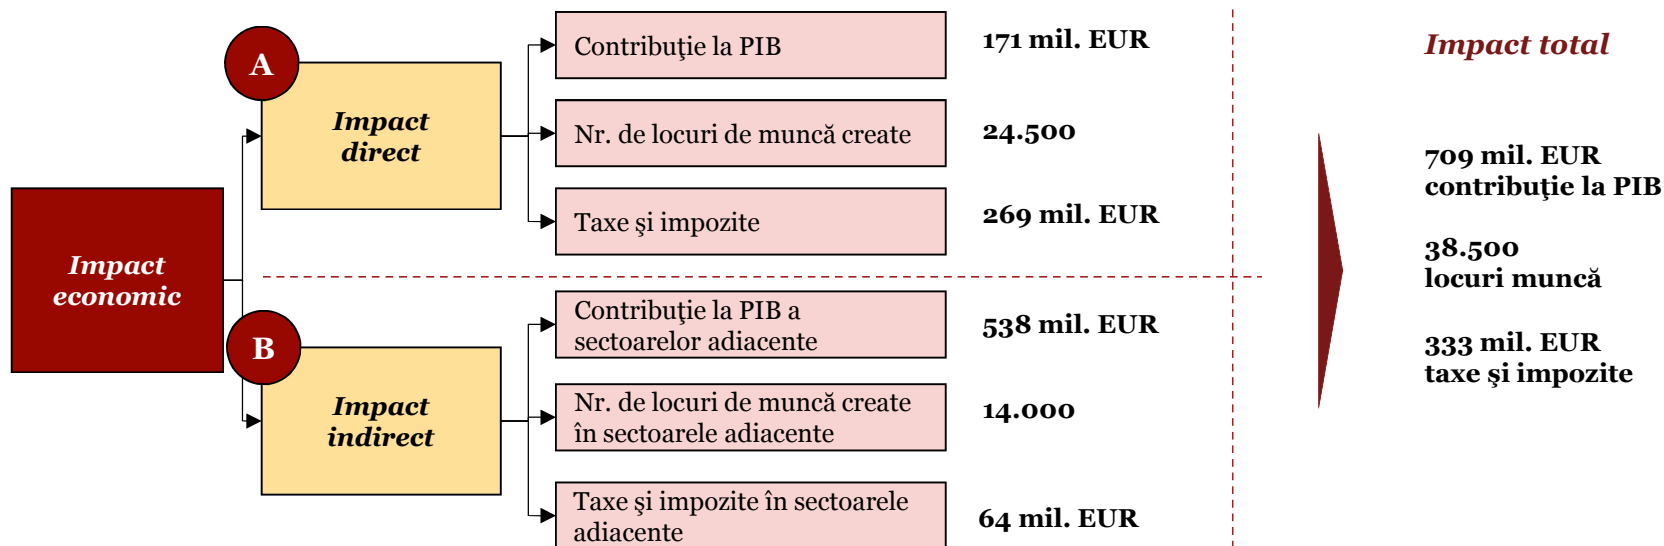 Impact
economic
A
Impact
direct
Contribuţie la PIB
171 mil. EUR
Nr. de locuri de muncă create
24.500
Taxe şi impozite
269 mil. EUR
B
Impact
indirect
Contribuţie la PIB a
sectoarelor adiacente
538 mil. EUR
Nr. de locuri de muncă create
în sectoarele adiacente
14.000
Taxe şi impozite în sectoarele
adiacente
64 mil. EUR
Impact total
709 mil. EUR
contribuţie la PIB
38.500
locuri muncă
333 mil. EUR
taxe şi impozite